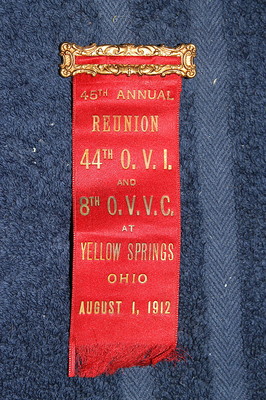 45TH ANNUAL
REUNION
44TH O. V. I.
AND
8TH O. V. V. C.
AT
YELLOW SPRINGS
OHIO
AUGUST 1, 1912